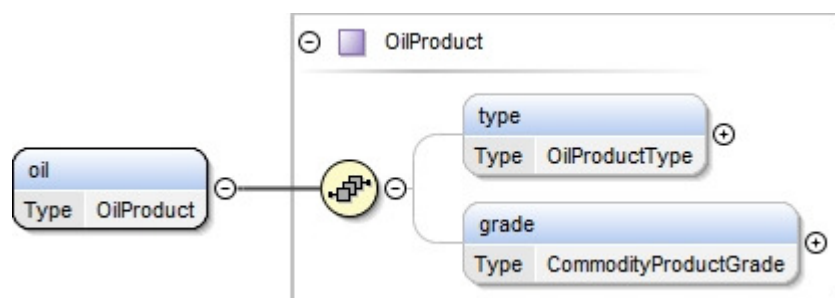 OilProduct
type
Type OilProductType
oil
Type OilProduct
grade
Type CommodityProductGrade